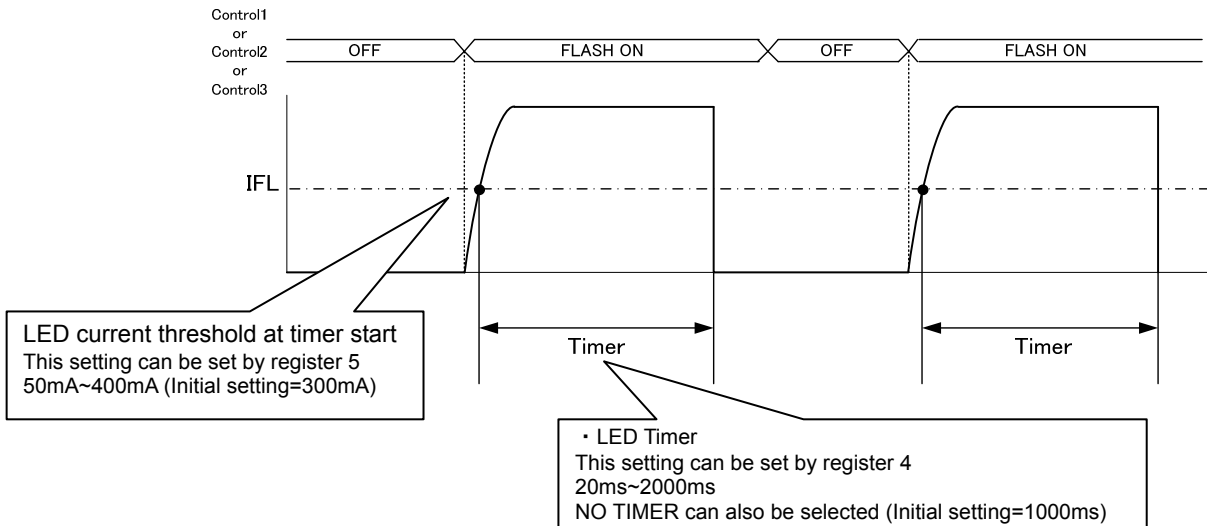 Control1
or
Control2
or
Control3
OFF
FLASH ON
OFF
FLASH ON
IFL
LED current threshold at timer start
This setting can be set by register 5
50mA~400mA (Initial setting=300mA)
Timer
Timer
・LED Timer
This setting can be set by register 4
20ms~2000ms
NO TIMER can also be selected (Initial setting=1000ms)